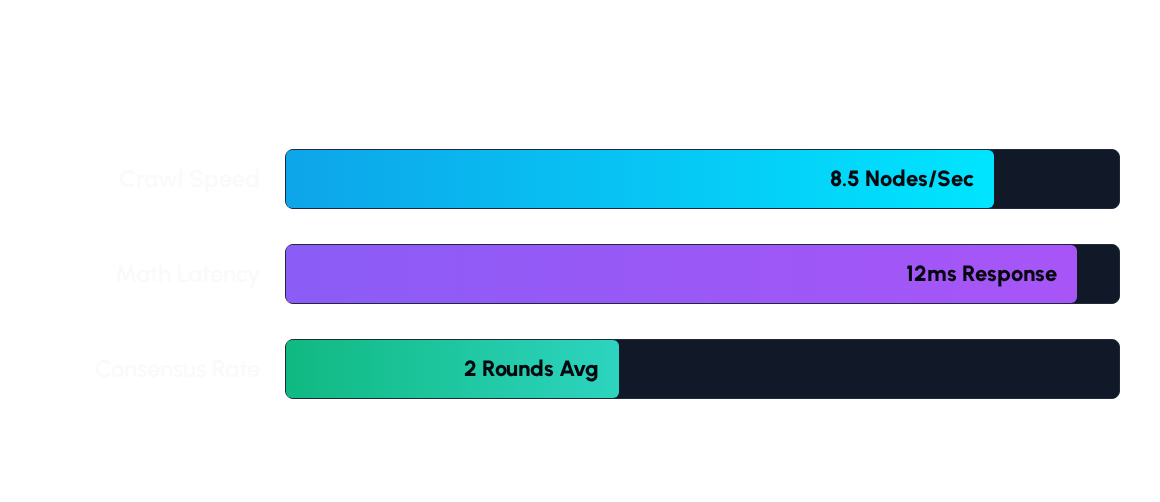 Crawl Speed
8.5 Nodes/Sec
Math Latency
12ms Response
Consensus Rate
2 Rounds Avg